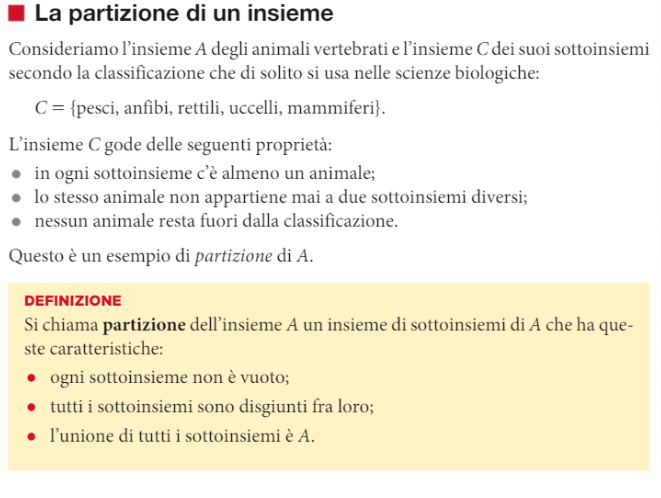 La partizione di un insieme
Consideriamo l'insieme A degli animali vertebrati e l'insieme C dei suoi sottoinsiemi
secondo la classificazione che di solito si usa nelle scienze biologiche:
C = {pesci, anfibi, rettili, uccelli, mammiferi}.
L'insieme C gode delle seguenti proprietà:
● in ogni sottoinsieme c'è almeno un animale;
● lo stesso animale non appartiene mai a due sottoinsiemi diversi;
● nessun animale resta fuori dalla classificazione.
Questo è un esempio di partizione di A.
DEFINIZIONE
Si chiama partizione dell'insieme A un insieme di sottoinsiemi di A che ha que-
ste caratteristiche:
● ogni sottoinsieme non è vuoto;
● tutti i sottoinsiemi sono disgiunti fra loro;
● l'unione di tutti i sottoinsiemi è A.